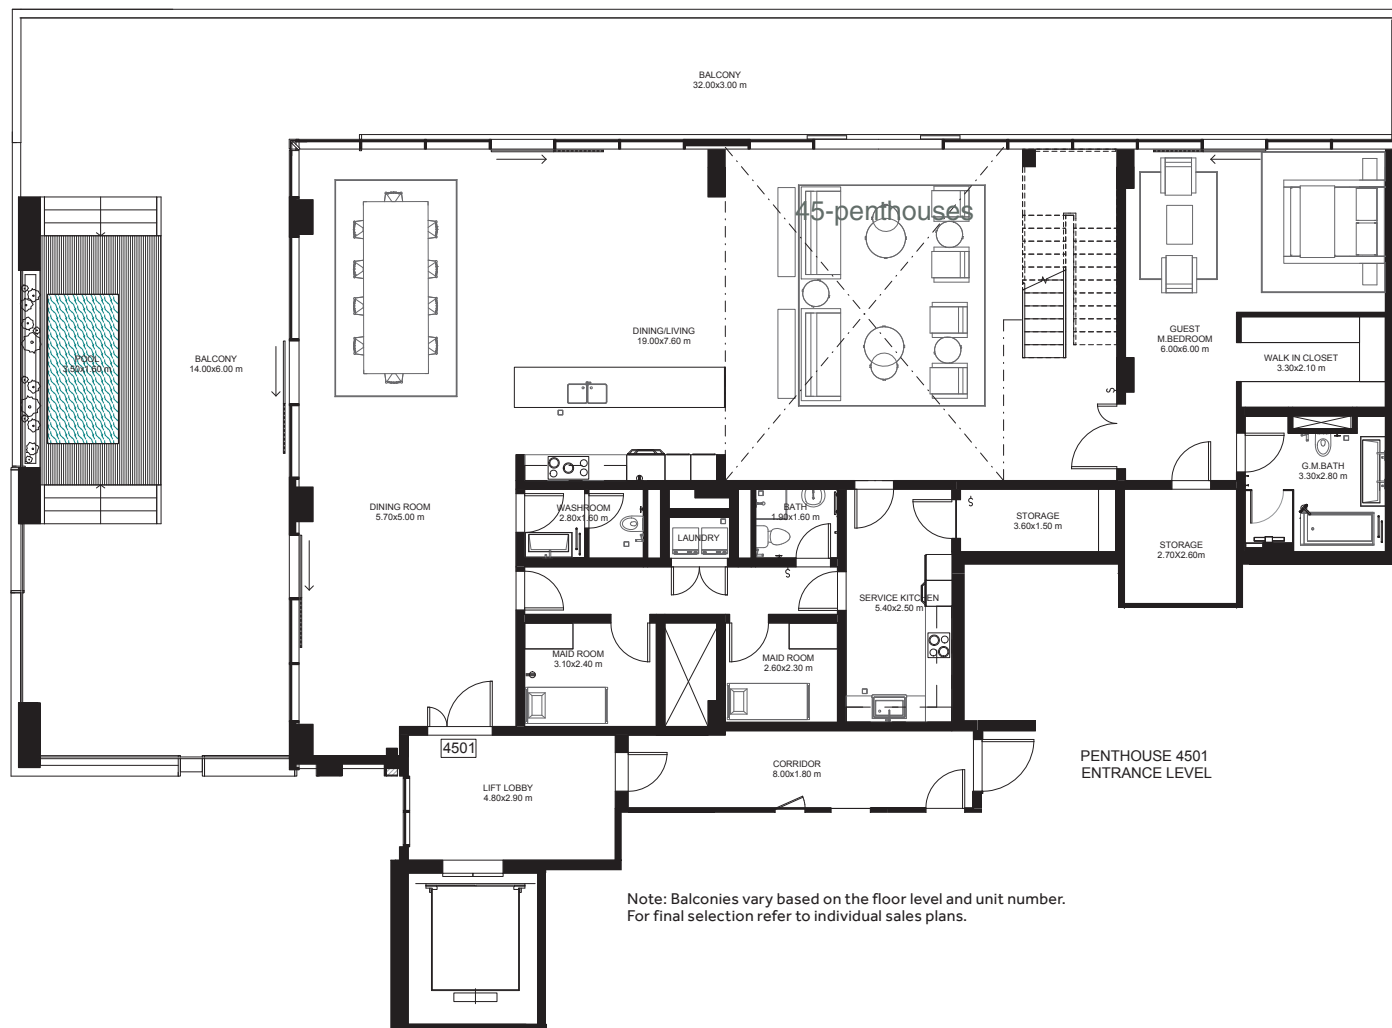 BALCONY
32.00x3.00 m
45-penthouses
DINING/LIVING
19.00x7.60 m
GUEST
M.BEDROOM
6.00x6.00 m
WALK IN CLOSET
3.30x2.10 m
POOL
3.50x1.60 m
BALCONY
14.00x6.00 m
G.M.BATH
3.30x2.80 m
DINING ROOM
5.70x5.00 m
WASHROOM
2.80x1.60 m
BATH
1.90x1.60 m
STORAGE
3.60x1.50 m
LAUNDRY
STORAGE
2.70X2.60m
SERVICE KITCHEN
5.40x2.50 m
MAID ROOM
3.10x2.40 m
MAID ROOM
2.60x2.30 m
4501
CORRIDOR
8.00x1.80 m
PENTHOUSE 4501
ENTRANCE LEVEL
LIFT LOBBY
4.80x2.90 m
Note: Balconies vary based on the floor level and unit number.
For final selection refer to individual sales plans.